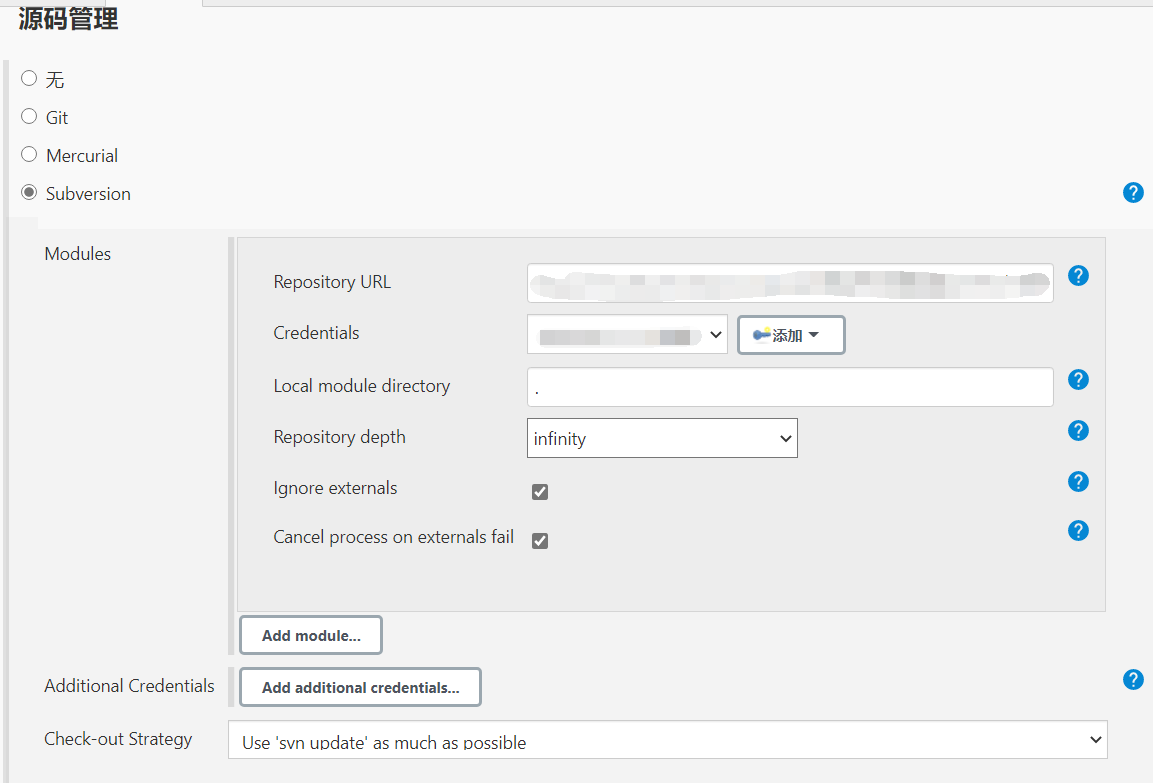 源码管理
无
Git
Mercurial
Subversion
?
Modules
Repository URL
?
Credentials
添加
Local module directory
.
?
Repository depth
infinity
?
Ignore externals
?
Cancel process on externals fail
?
Add module...
Additional Credentials
Add additional credentials...
?
Check-out Strategy
Use 'svn update' as much as possible